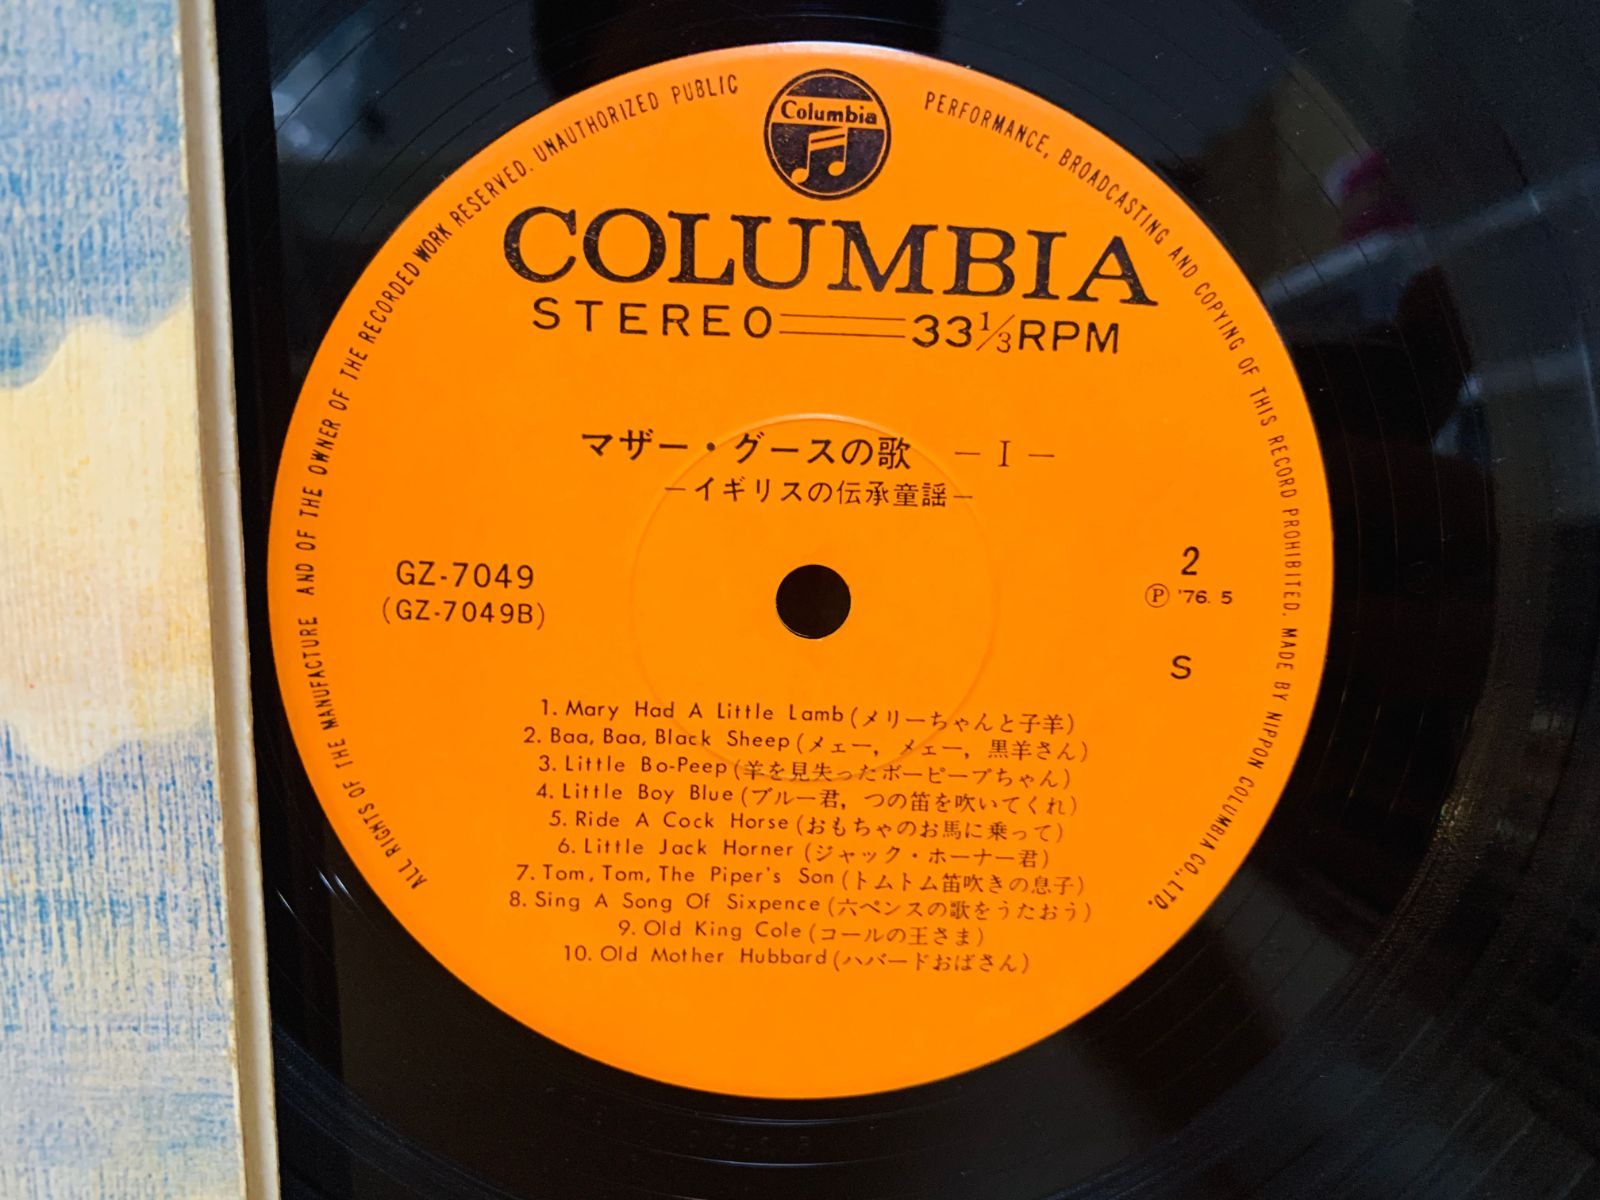 ALL RIGHTS OF THE MANUFACTURE AND OF THE OWNER OF THE RECORDED WORK RESERVED. UNAUTHORIZED PUBLIC PERFORMANCE, BROADCASTING AND COPYING OF THIS RECORD PROHIBITED. MADE BY NIPPON COLUMBIA CO., LTD.
Columbia
COLUMBIA
STEREO 33 1/3 RPM
マザー・グースの歌 －Ⅰ－
－イギリスの伝承童謡－
GZ-7049
(GZ-7049B)
2
Ⓟ '76. 5
S
1. Mary Had A Little Lamb (メリーちゃんと子羊)
2. Baa, Baa, Black Sheep (メェー, メェー, 黒羊さん)
3. Little Bo-Peep (羊を見失ったボーピープちゃん)
4. Little Boy Blue (ブルー君, つの笛を吹いてくれ)
5. Ride A Cock Horse (おもちゃのお馬に乗って)
6. Little Jack Horner (ジャック・ホーナー君)
7. Tom, Tom, The Piper's Son (トムトム笛吹きの息子)
8. Sing A Song Of Sixpence (六ペンスの歌をうたおう)
9. Old King Cole (コールの王さま)
10. Old Mother Hubbard (ハバードおばさん)